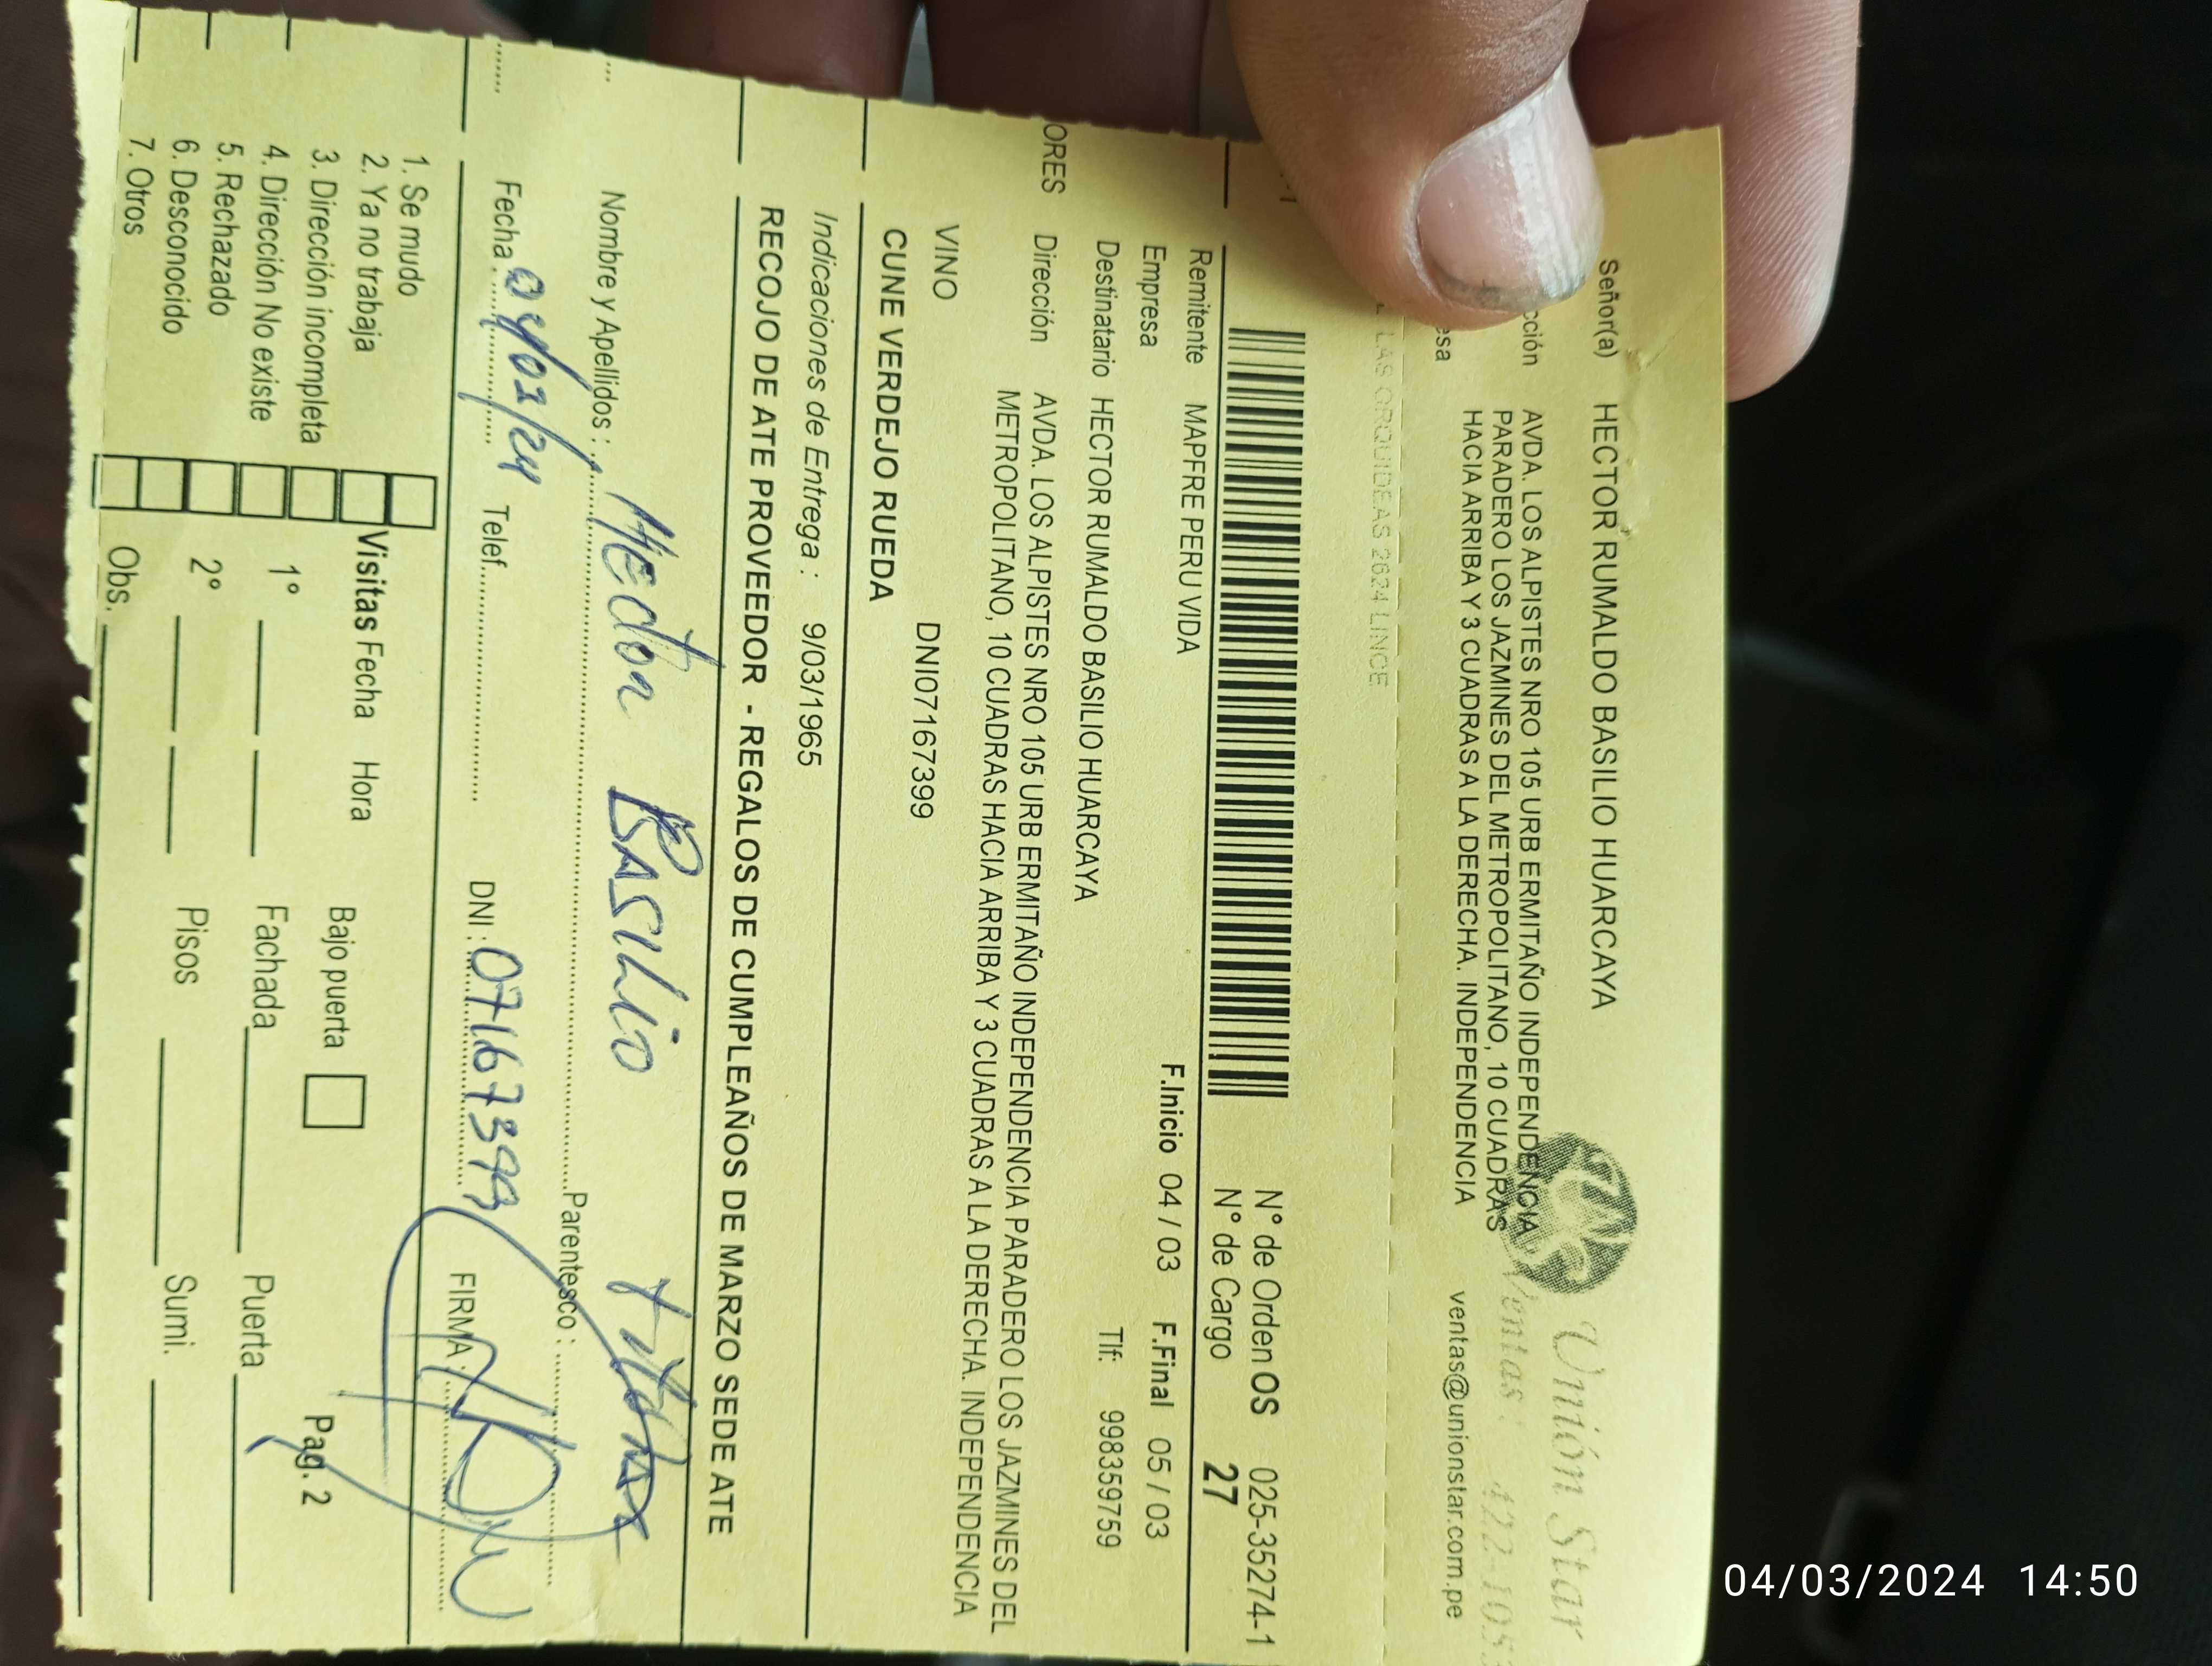 Unión Star
Señor(a) HECTOR RUMALDO BASILIO HUARCAYA
cción AVDA. LOS ALPISTES NRO 105 URB ERMITAÑO INDEPENDENCIA
PARADERO LOS JAZMINES DEL METROPOLITANO, 10 CUADRAS
HACIA ARRIBA Y 3 CUADRAS A LA DERECHA. INDEPENDENCIA
Ventas: 422-105
esa
ventas@unionstar.com.pe
LAS ORQUIDEAS 2624 LINCE
N° de Orden OS 025-35274-1
N° de Cargo 27
Remitente MAPFRE PERU VIDA
Empresa
F.Inicio 04 / 03 F.Final 05 / 03
Destinatario HECTOR RUMALDO BASILIO HUARCAYA
Tlf: 998359759
ORES Dirección AVDA. LOS ALPISTES NRO 105 URB ERMITAÑO INDEPENDENCIA PARADERO LOS JAZMINES DEL
METROPOLITANO, 10 CUADRAS HACIA ARRIBA Y 3 CUADRAS A LA DERECHA. INDEPENDENCIA
VINO DNI07167399
CUNE VERDEJO RUEDA
Indicaciones de Entrega : 9/03/1965
RECOJO DE ATE PROVEEDOR - REGALOS DE CUMPLEAÑOS DE MARZO SEDE ATE
Nombre y Apellidos : Hector Basilio Parentesco : Titular
Fecha : 04/03/24 Telef. DNI : 07167399 FIRMA :
1. Se mudo
2. Ya no trabaja
3. Dirección incompleta
4. Dirección No existe
5. Rechazado
6. Desconocido
7. Otros
Visitas Fecha Hora
1°
2°
Obs.
Bajo puerta
Fachada Puerta
Pisos Sumi.
Pag. 2
04/03/2024 14:50